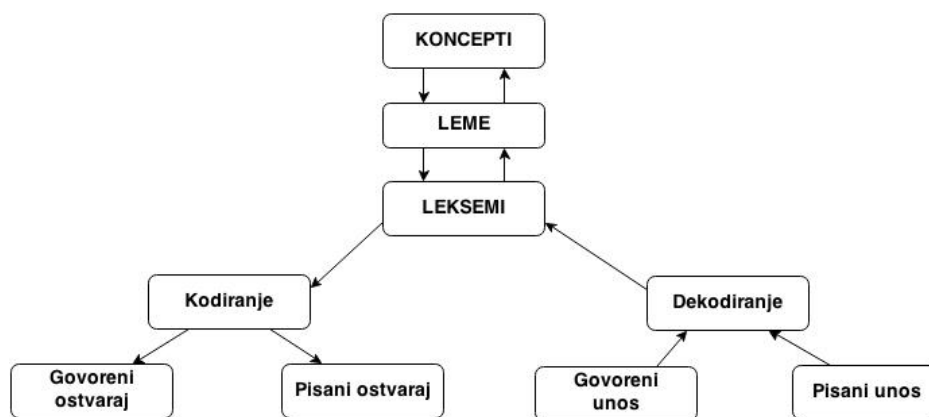 KONCEPTI
LEME
LEKSEMI
Kodiranje
Dekodiranje
Govoreni
ostvaraj
Pisani ostvaraj
Govoreni
unos
Pisani unos